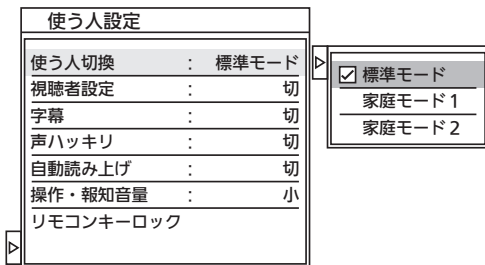 使う人設定
使う人切換 : 標準モード
視聴者設定 : 切
字幕 : 切
声ハッキリ : 切
自動読み上げ : 切
操作・報知音量 : 小
リモコンキーロック
標準モード
家庭モード1
家庭モード2